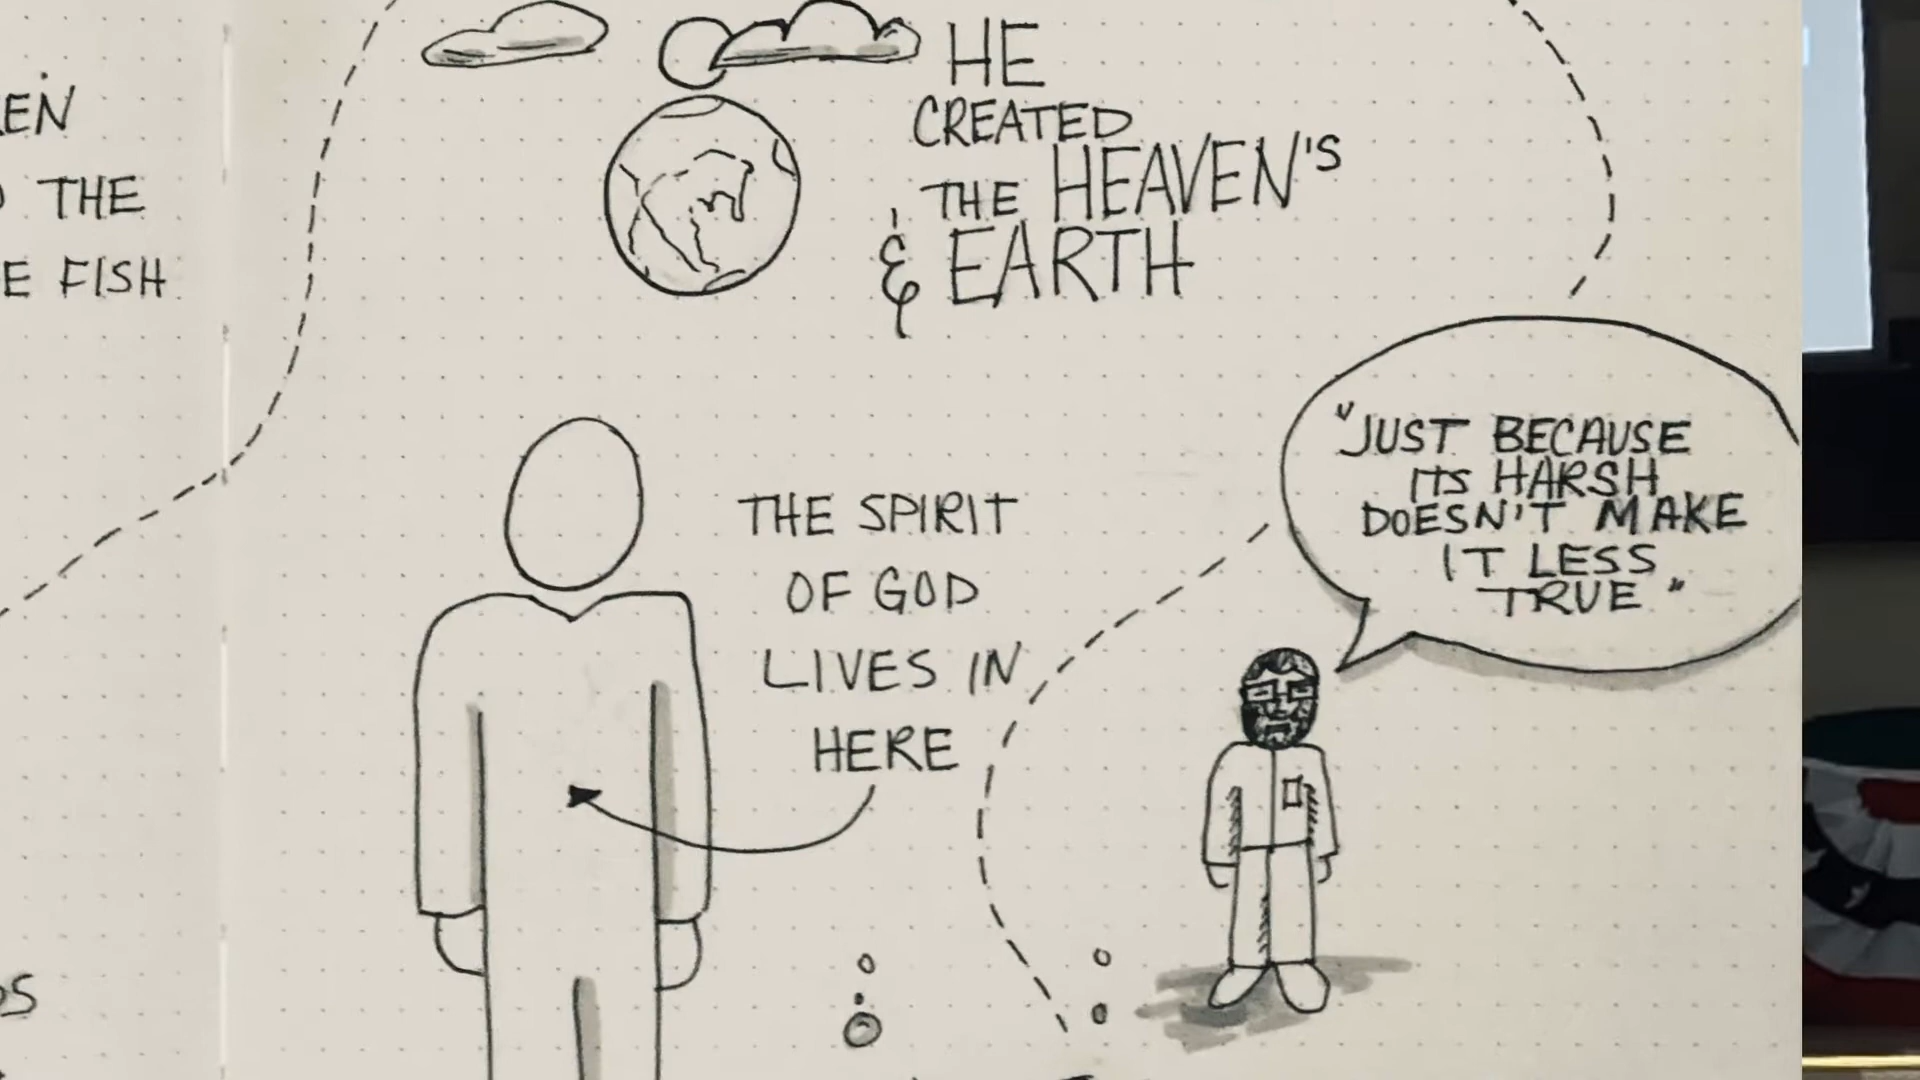 THE
E FISH
HE
CREATED
THE HEAVEN'S
& EARTH
"JUST BECAUSE
ITS HARSH
DOESN'T MAKE
IT LESS
TRUE"
THE SPIRIT
OF GOD
LIVES IN
HERE